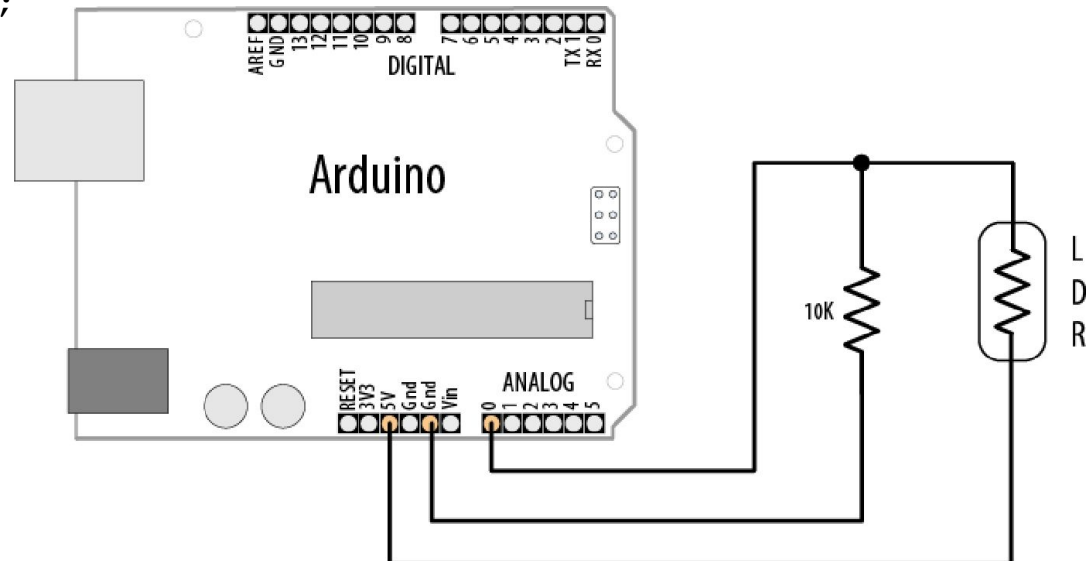 ;
AREF
GND
13
12
11
10
9
8
7
6
5
4
3
2
TX 1
RX 0
DIGITAL
Arduino
10K
L
D
R
RESET
3V3
5V
Gnd
Gnd
Vin
ANALOG
0
1
2
3
4
5